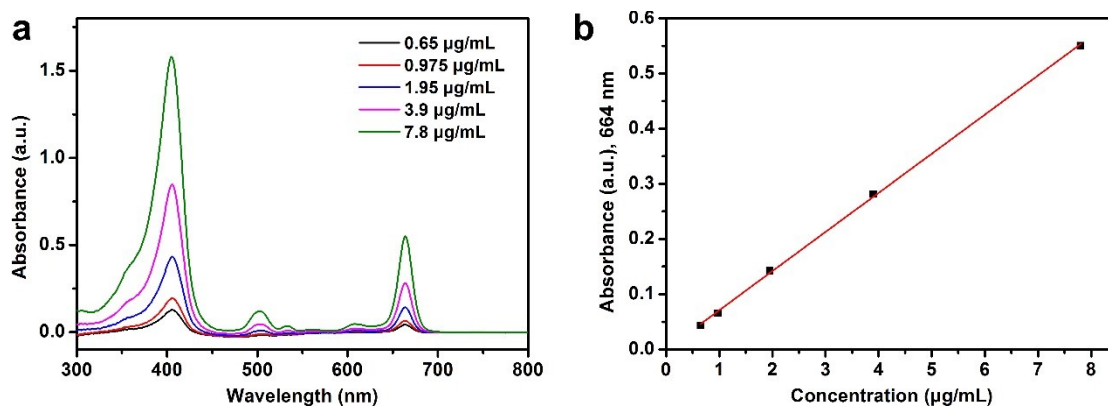 a
Absorbance (a.u.)
1.5
1.0
0.5
0.0
0.65 µg/mL
0.975 µg/mL
1.95 µg/mL
3.9 µg/mL
7.8 µg/mL
300 400 500 600 700 800
Wavelength (nm)
b
Absorbance (a.u.), 664 nm
0.6
0.5
0.4
0.3
0.2
0.1
0.0
0 1 2 3 4 5 6 7 8
Concentration (µg/mL)